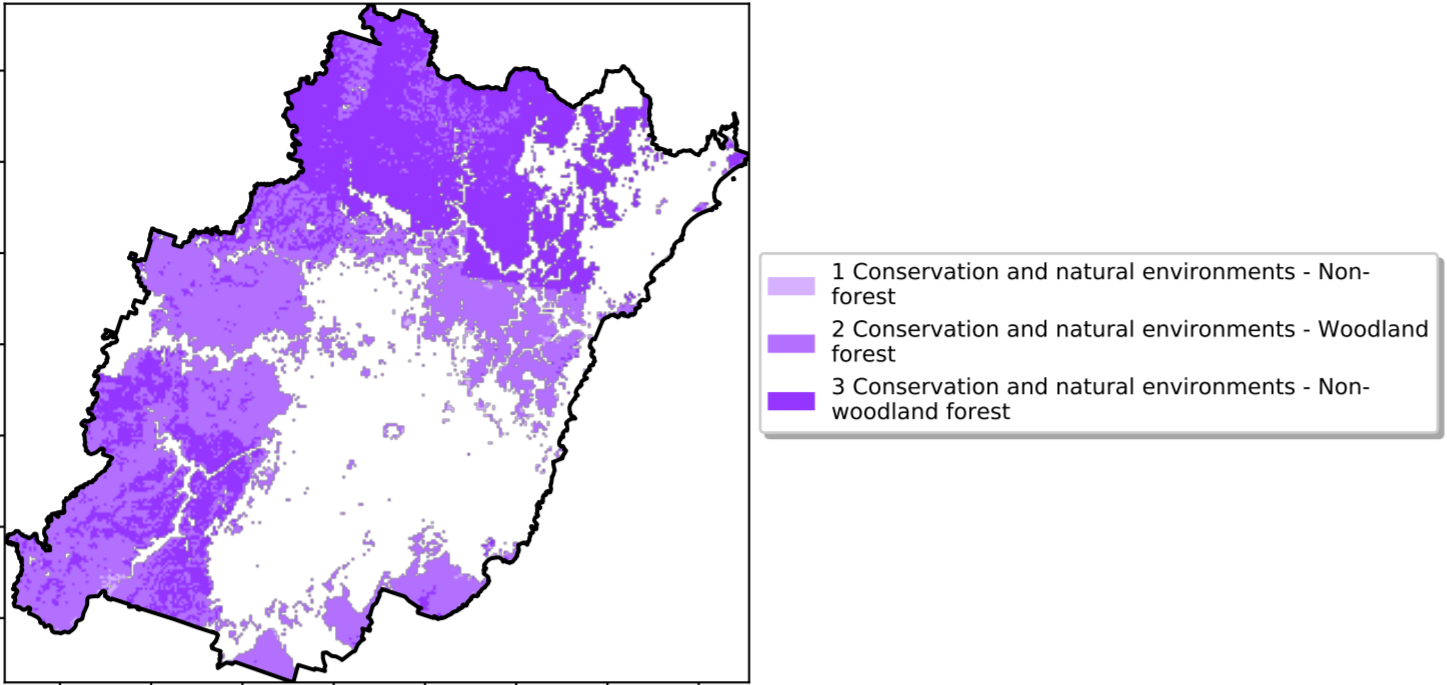 1 Conservation and natural environments - Non-
forest
2 Conservation and natural environments - Woodland
forest
3 Conservation and natural environments - Non-
woodland forest